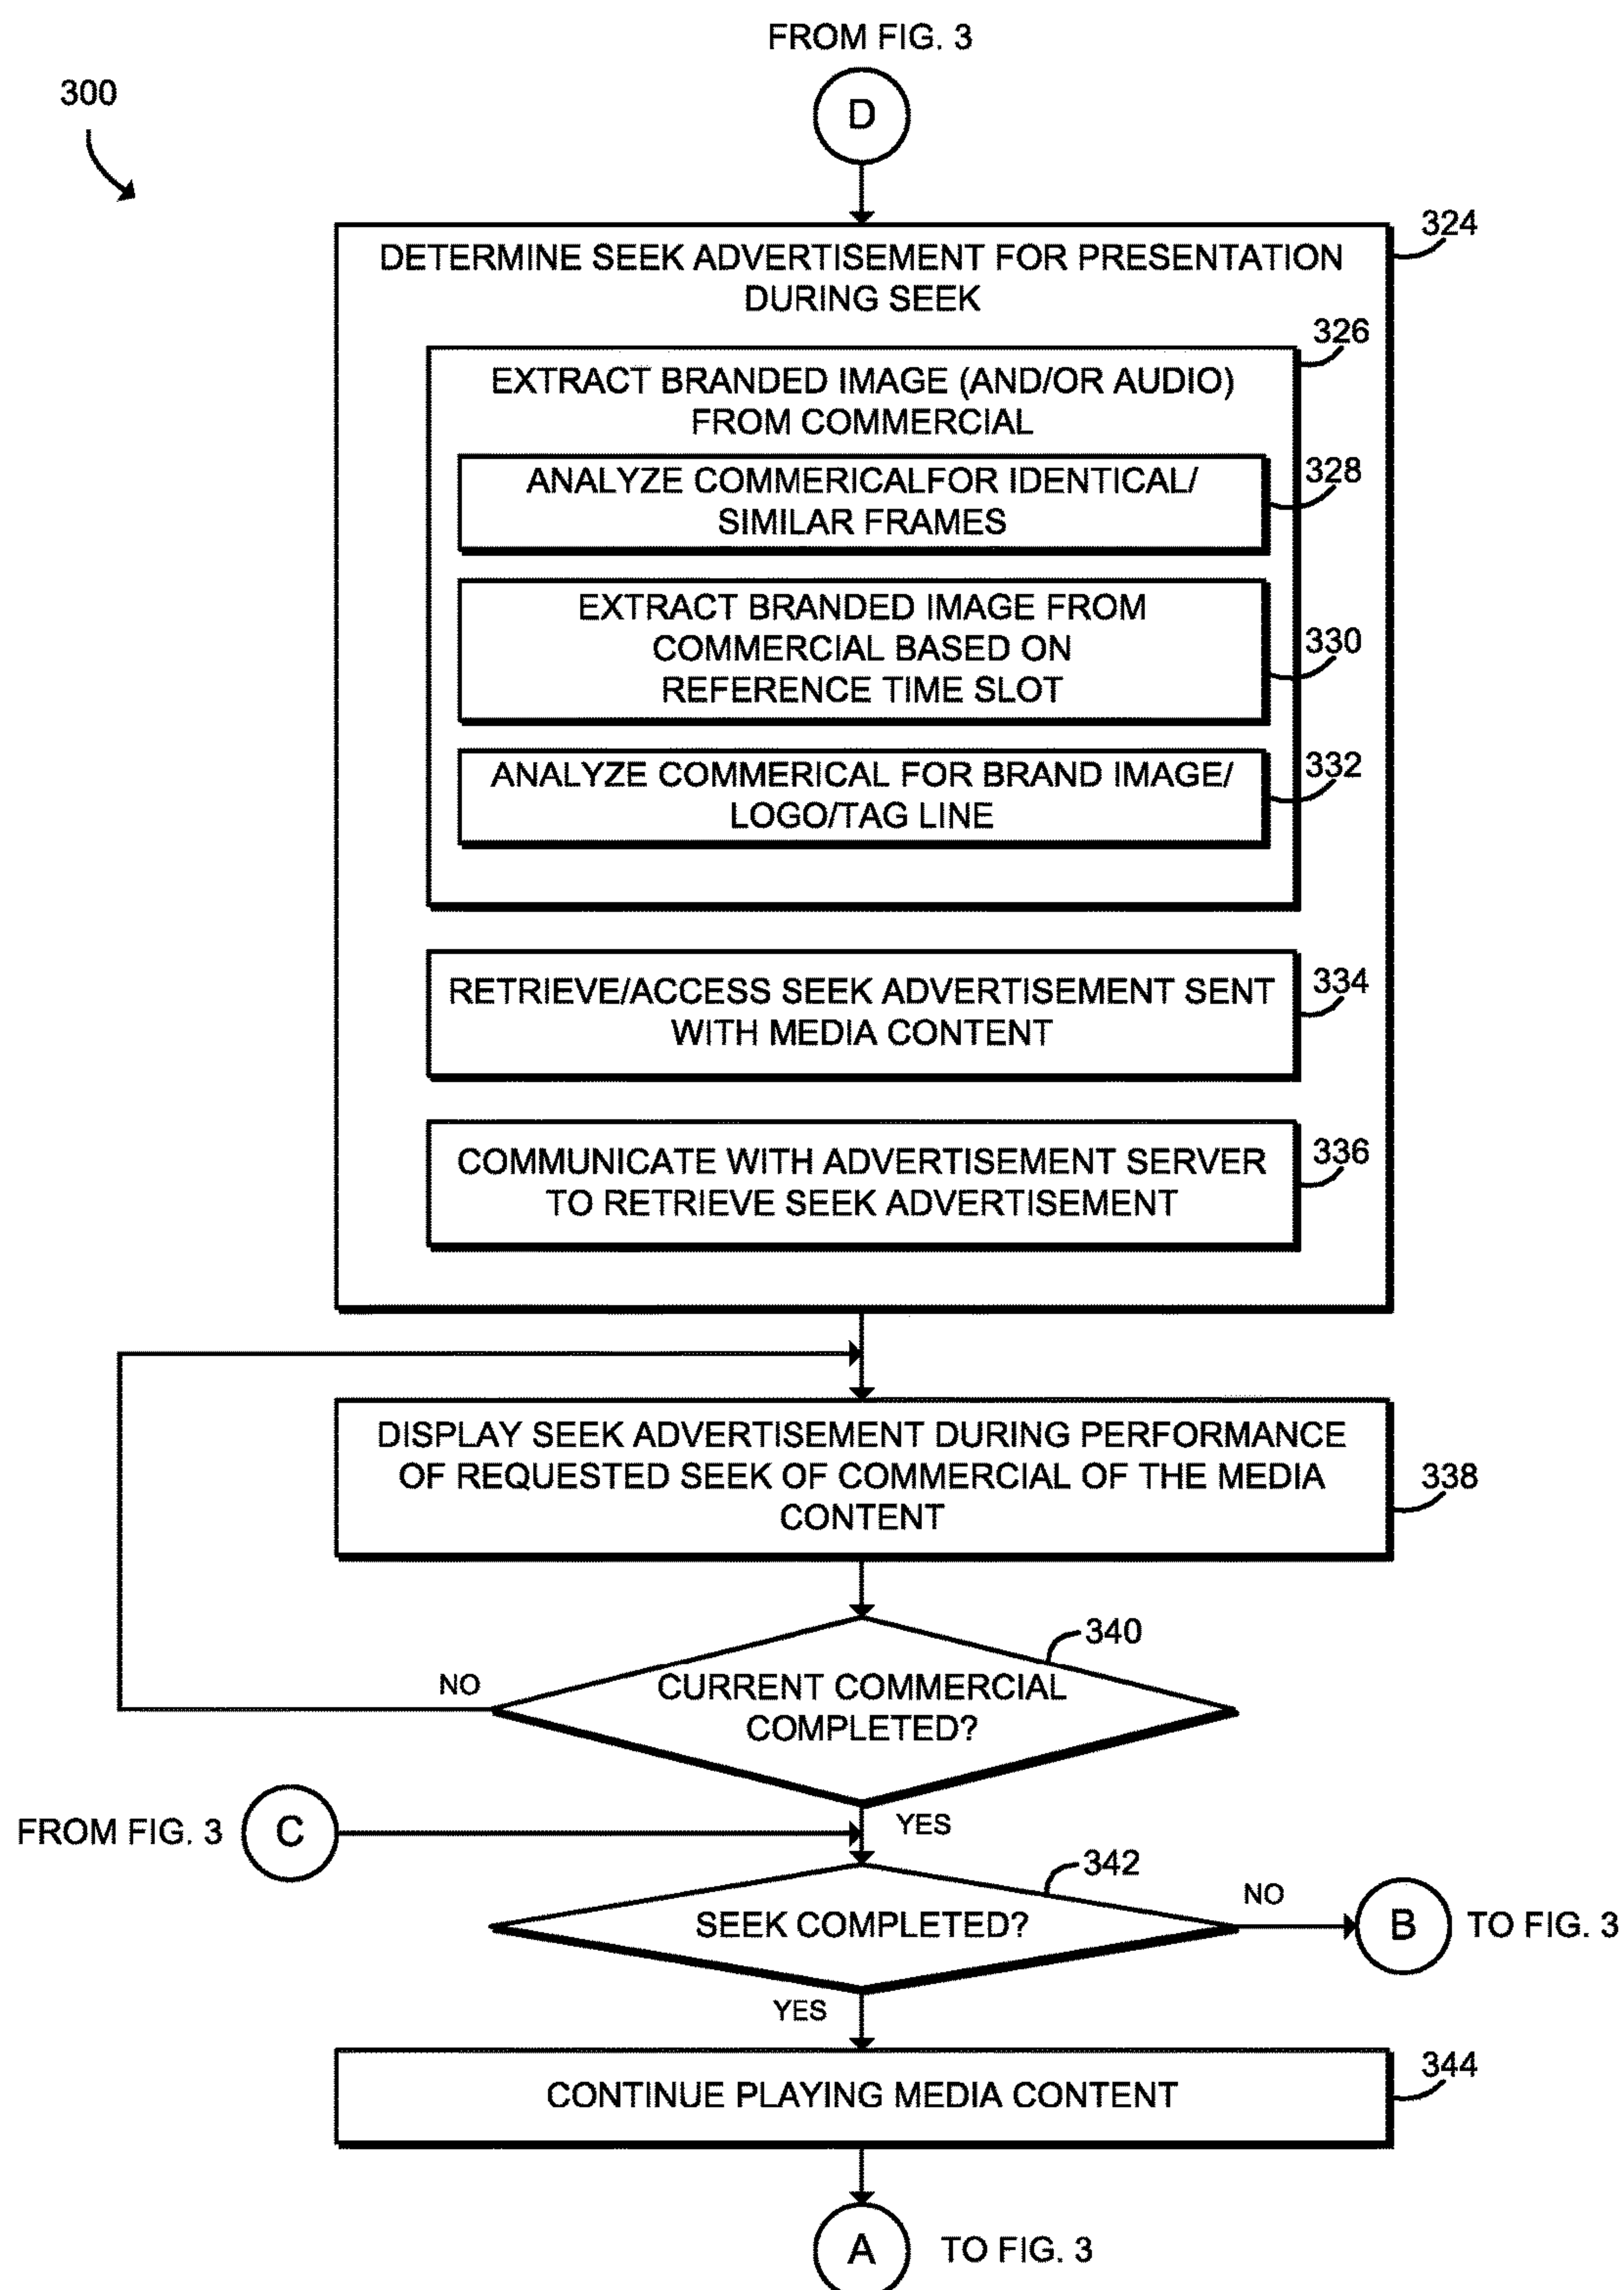 FROM FIG. 3
D
300
324
DETERMINE SEEK ADVERTISEMENT FOR PRESENTATION
DURING SEEK
326
EXTRACT BRANDED IMAGE (AND/OR AUDIO)
FROM COMMERCIAL
328
ANALYZE COMMERICALFOR IDENTICAL/
SIMILAR FRAMES
330
EXTRACT BRANDED IMAGE FROM
COMMERCIAL BASED ON
REFERENCE TIME SLOT
332
ANALYZE COMMERICAL FOR BRAND IMAGE/
LOGO/TAG LINE
334
RETRIEVE/ACCESS SEEK ADVERTISEMENT SENT
WITH MEDIA CONTENT
336
COMMUNICATE WITH ADVERTISEMENT SERVER
TO RETRIEVE SEEK ADVERTISEMENT
338
DISPLAY SEEK ADVERTISEMENT DURING PERFORMANCE
OF REQUESTED SEEK OF COMMERCIAL OF THE MEDIA
CONTENT
340
CURRENT COMMERCIAL
COMPLETED?
NO
YES
FROM FIG. 3
C
342
SEEK COMPLETED?
NO
B
TO FIG. 3
YES
344
CONTINUE PLAYING MEDIA CONTENT
A
TO FIG. 3